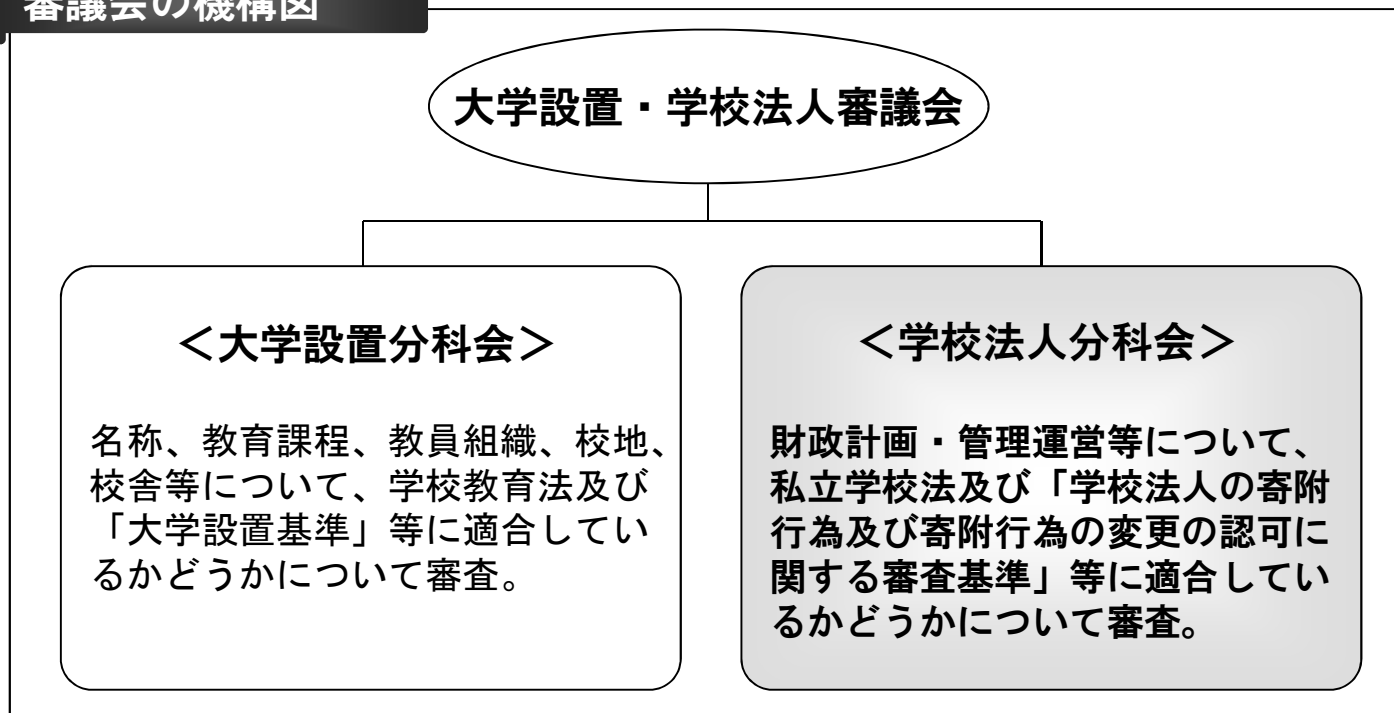 審議会の機構図
大学設置・学校法人審議会
＜大学設置分科会＞
名称、教育課程、教員組織、校地、
校舎等について、学校教育法及び
「大学設置基準」等に適合してい
るかどうかについて審査。
＜学校法人分科会＞
財政計画・管理運営等について、
私立学校法及び「学校法人の寄附
行為及び寄附行為の変更の認可に
関する審査基準」等に適合してい
るかどうかについて審査。